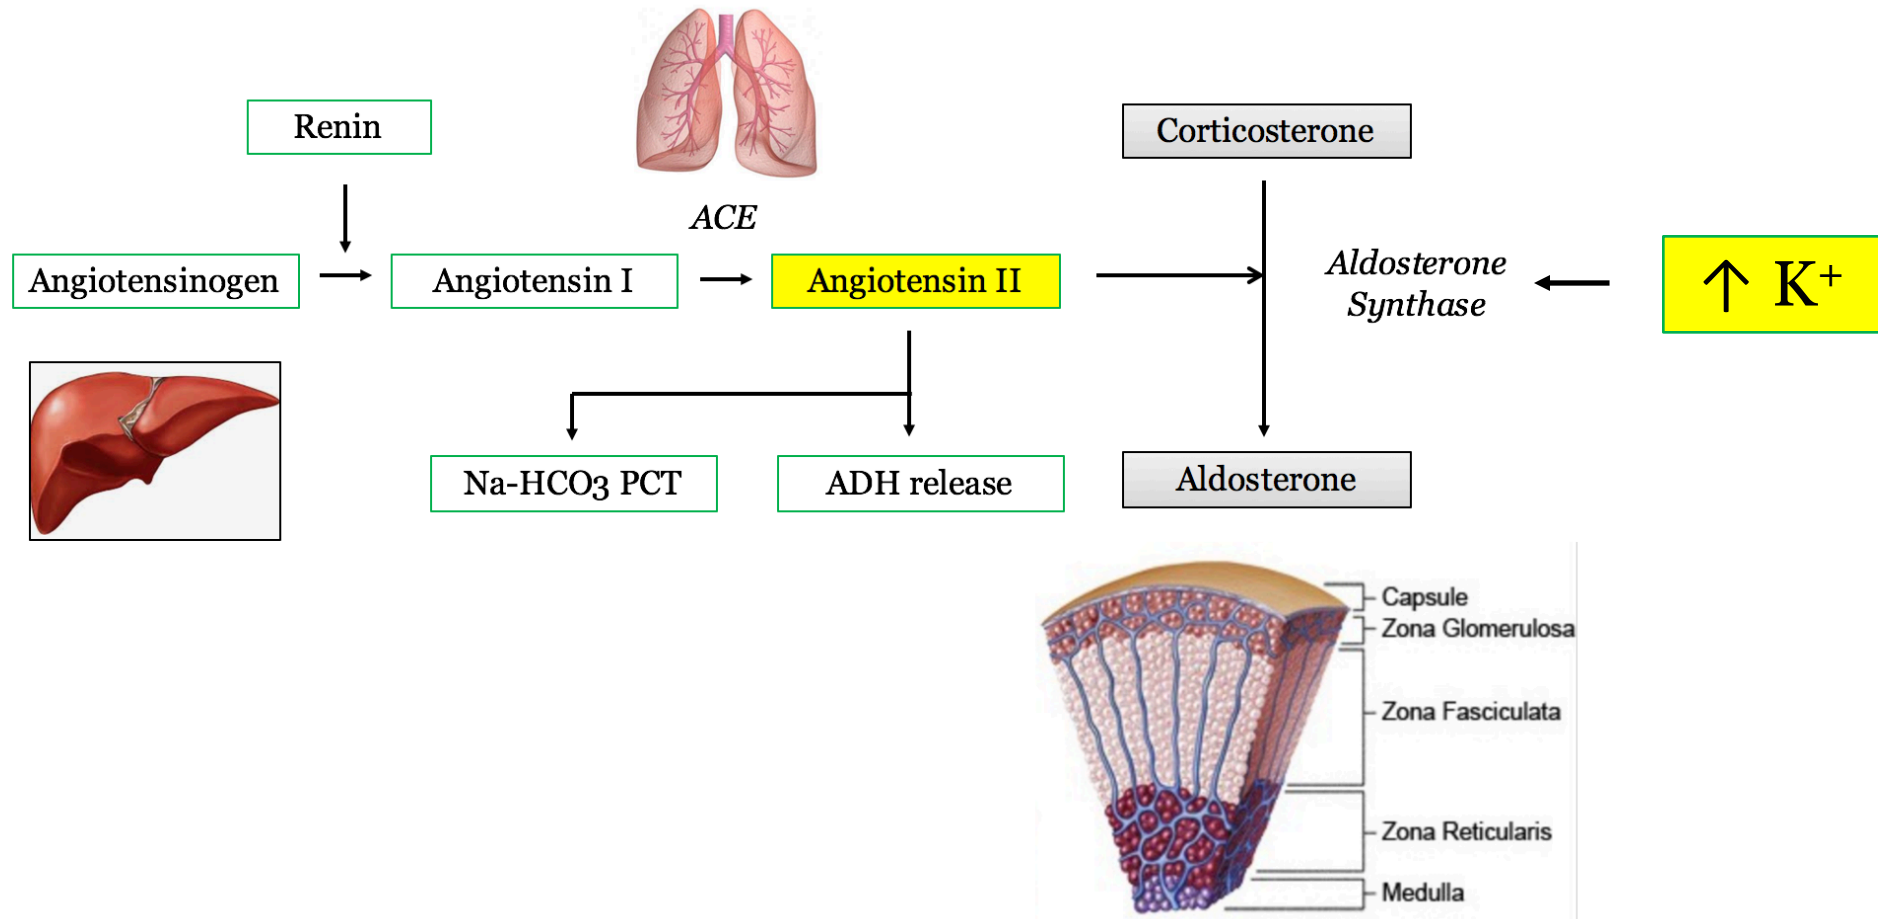 Renin
Corticosterone
ACE
Angiotensinogen
Angiotensin I
Angiotensin II
Aldosterone
Synthase
↑ K⁺
Na-HCO3 PCT
ADH release
Aldosterone
Capsule
Zona Glomerulosa
Zona Fasciculata
Zona Reticularis
Medulla